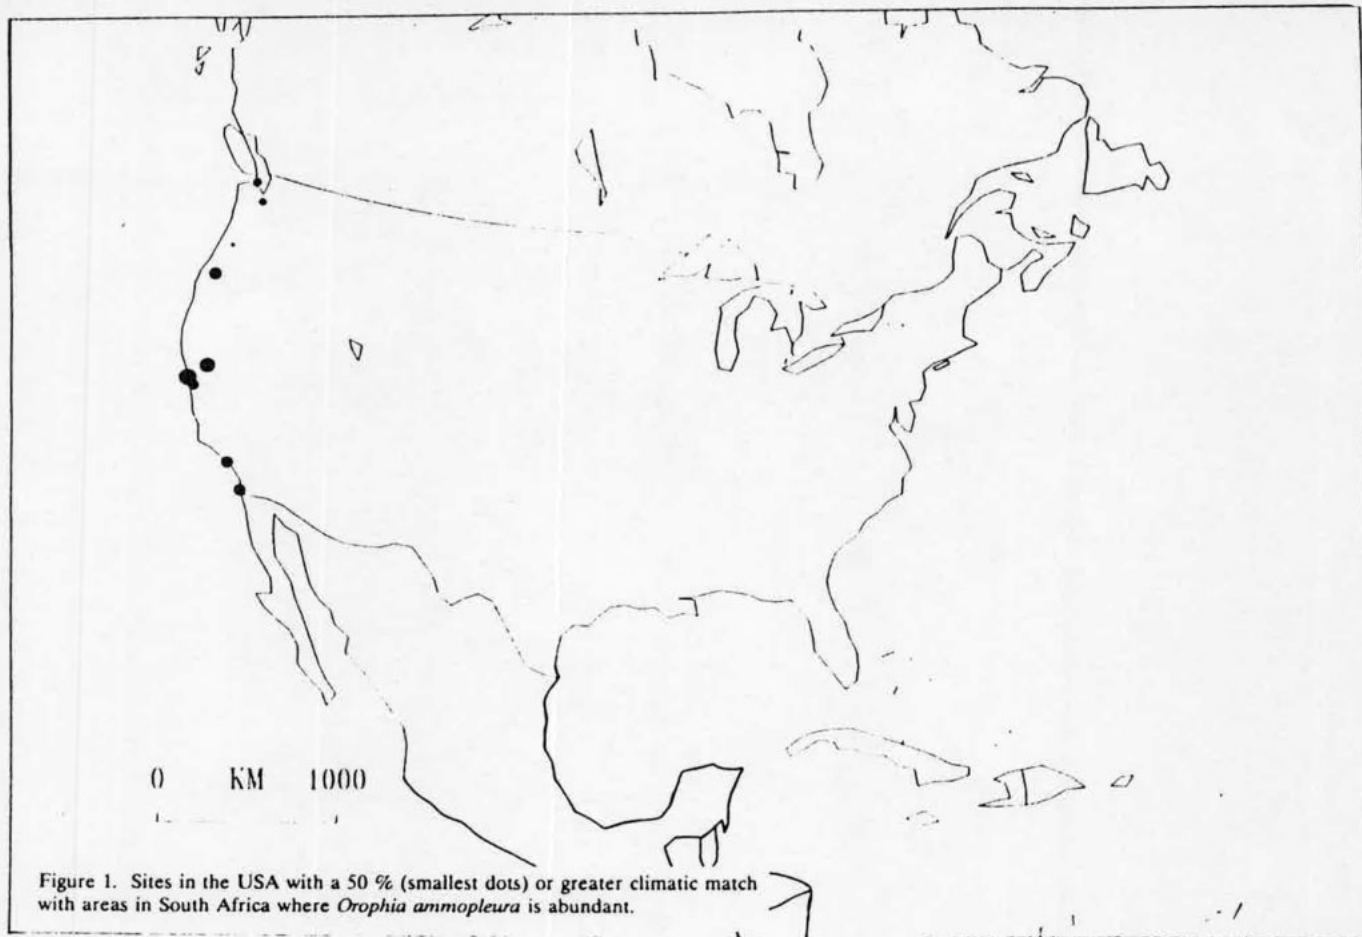 0 KM 1000
Figure 1. Sites in the USA with a 50 % (smallest dots) or greater climatic match
with areas in South Africa where Orophia ammopleura is abundant.